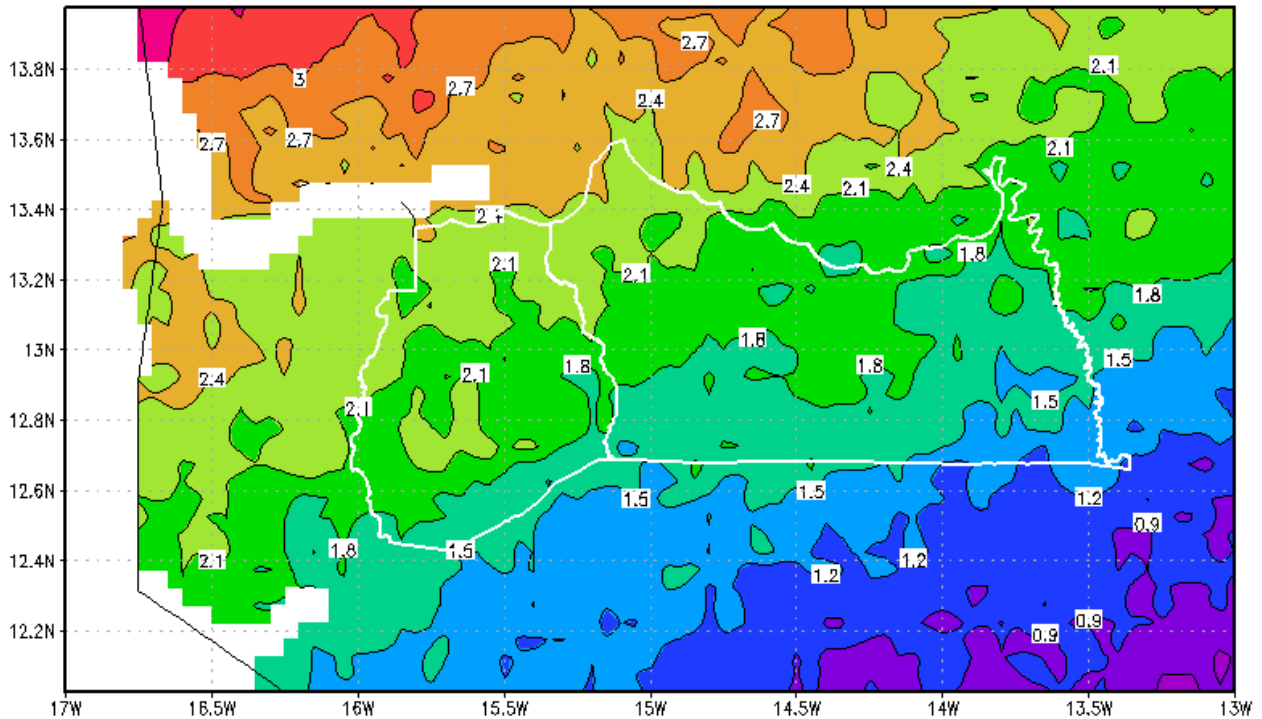 2.7
13.8N 3 2.7 2.1
2.4
2.7
13.6N 2.7 2.7 2.1
2.4 2.1 2.4
13.4N
2.1 2.1 1.8
13.2N 1.8
13N 1.8 1.5
2.4 2.1 1.8 1.8
2.1 1.5
12.8N
12.6N 1.5 1.5 1.2
0.9
12.4N 2.1 1.8 1.5 1.2 1.2
12.2N 0.9 0.9
17W 16.5W 16W 15.5W 15W 14.5W 14W 13.5W 13W